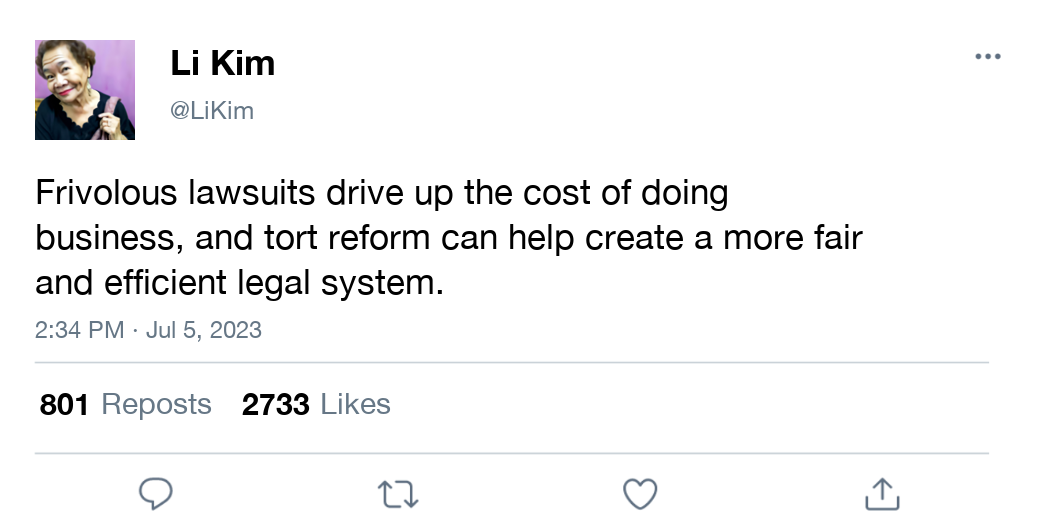 Li Kim
@LiKim
Frivolous lawsuits drive up the cost of doing
business, and tort reform can help create a more fair
and efficient legal system.
2:34 PM · Jul 5, 2023
801 Reposts 2733 Likes